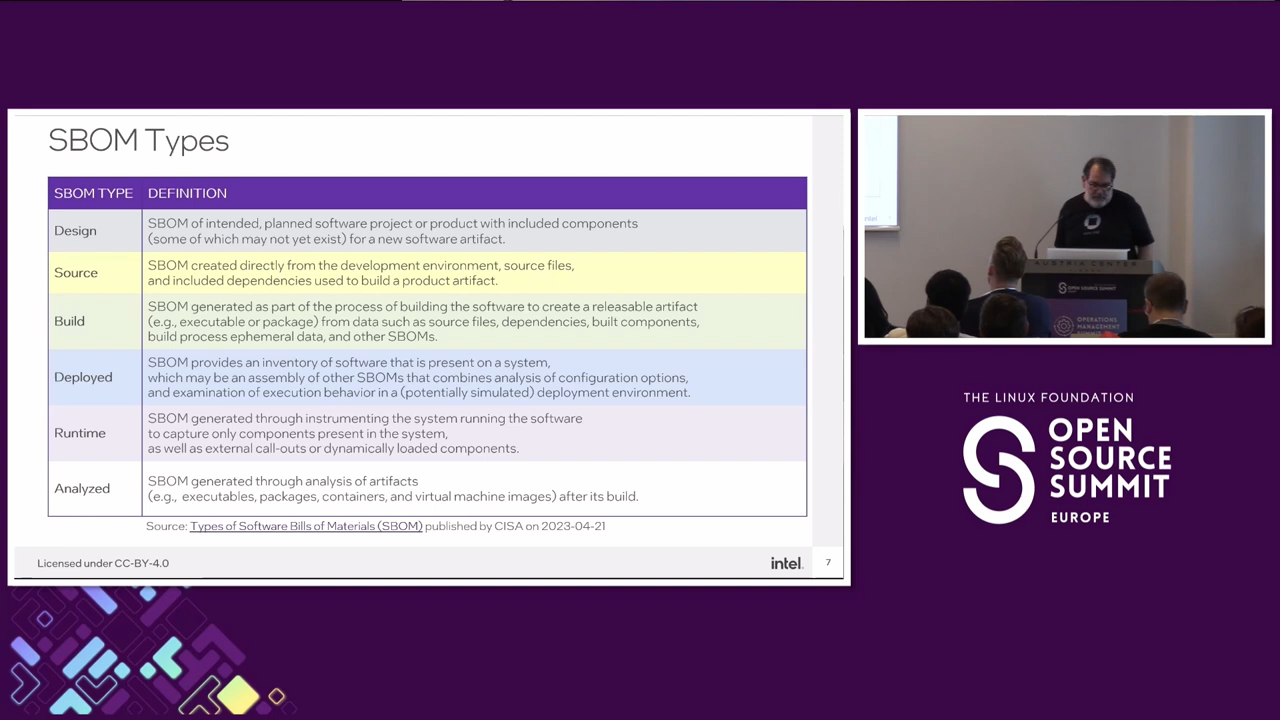 SBOM Types
SBOM TYPE DEFINITION
Design
SBOM of intended, planned software project or product with included components
(some of which may not yet exist) for a new software artifact.
Source
SBOM created directly from the development environment, source files,
and included dependencies used to build a product artifact.
Build
SBOM generated as part of the process of building the software to create a releasable artifact
(e.g., executable or package) from data such as source files, dependencies, built components,
build process ephemeral data, and other SBOMs.
Deployed
SBOM provides an inventory of software that is present on a system,
which may be an assembly of other SBOMs that combines analysis of configuration options,
and examination of execution behavior in a (potentially simulated) deployment environment.
Runtime
SBOM generated through instrumenting the system running the software
to capture only components present in the system,
as well as external call-outs or dynamically loaded components.
Analyzed
SBOM generated through analysis of artifacts
(e.g., executables, packages, containers, and virtual machine images) after its build.
Source: Types of Software Bills of Materials (SBOM) published by CISA on 2023-04-21
Licensed under CC-BY-4.0
intel.
7
intel
AUSTRIA CENTER
OPEN SOURCE SUMMIT
OPERATIONS
MANAGEMENT
SUMMIT
THE LINUX FOUNDATION
OPEN
SOURCE
SUMMIT
EUROPE